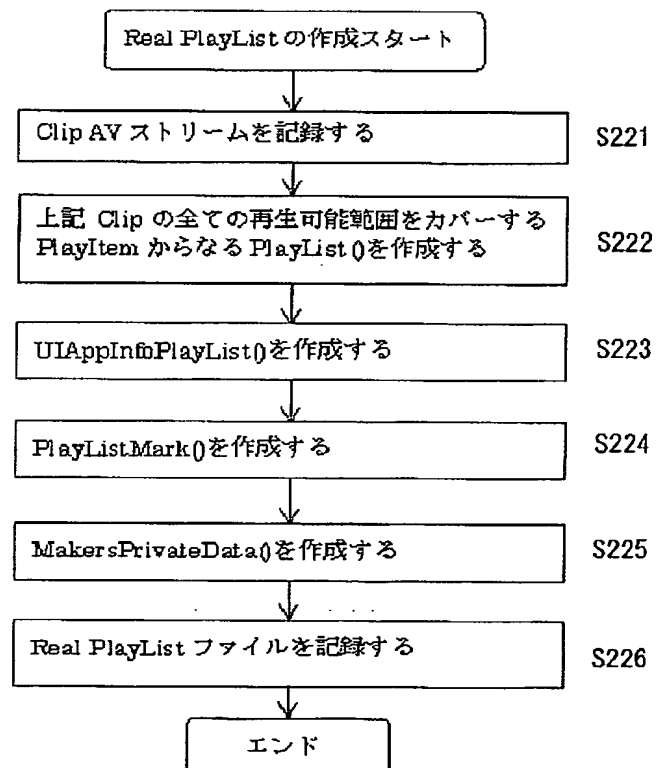 Real PlayList の作成スタート
Clip AV ストリームを記録する
S221
上記 Clip の全ての再生可能範囲をカバーする
PlayItem からなる PlayList()を作成する
S222
UIAppInfoPlayList()を作成する
S223
PlayListMark()を作成する
S224
MakersPrivateData()を作成する
S225
Real PlayList ファイルを記録する
S226
エンド